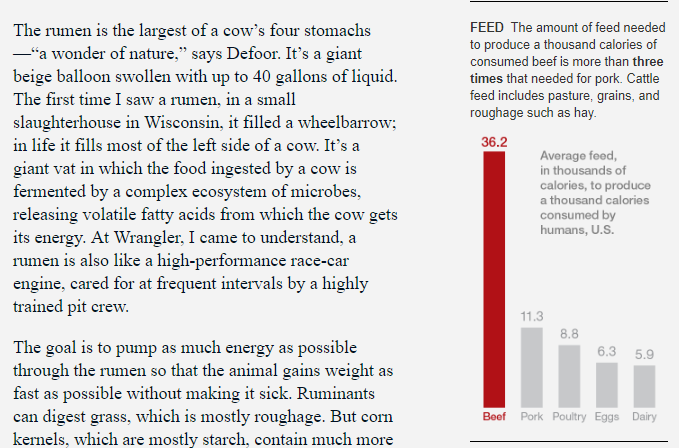 The rumen is the largest of a cow's four stomachs
—“a wonder of nature,” says Defoor. It's a giant
beige balloon swollen with up to 40 gallons of liquid.
The first time I saw a rumen, in a small
slaughterhouse in Wisconsin, it filled a wheelbarrow;
in life it fills most of the left side of a cow. It's a
giant vat in which the food ingested by a cow is
fermented by a complex ecosystem of microbes,
releasing volatile fatty acids from which the cow gets
its energy. At Wrangler, I came to understand, a
rumen is also like a high-performance race-car
engine, cared for at frequent intervals by a highly
trained pit crew.
The goal is to pump as much energy as possible
through the rumen so that the animal gains weight as
fast as possible without making it sick. Ruminants
can digest grass, which is mostly roughage. But corn
kernels, which are mostly starch, contain much more
FEED The amount of feed needed
to produce a thousand calories of
consumed beef is more than three
times that needed for pork. Cattle
feed includes pasture, grains, and
roughage such as hay.
36.2
Average feed,
in thousands of
calories, to produce
a thousand calories
consumed by
humans, U.S.
11.3
8.8
6.3
5.9
Beef Pork Poultry Eggs Dairy